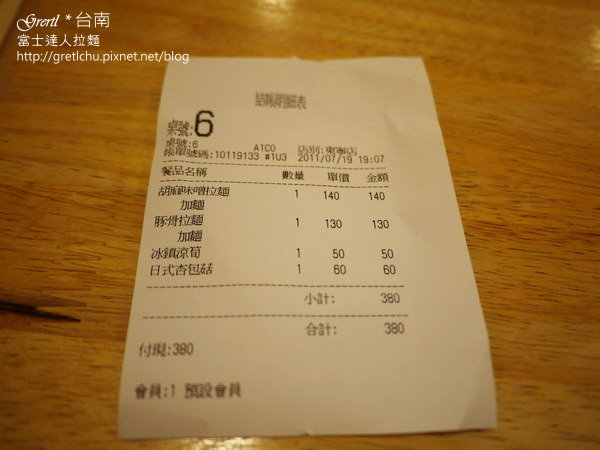 Gretl * 台南
富士達人拉麵
http://gretlchu.pixnet.net/blog
結帳明細表
桌號:6
桌號:6 A1C0 店別:東寧店
帳單號碼:10119133 #1U3 2011/07/19 19:07
餐品名稱 數量 單價 金額
胡麻味噌拉麵 1 140 140
加麵
豚骨拉麵 1 130 130
加麵
冰鎮涼筍 1 50 50
日式杏包菇 1 60 60
小計: 380
合計: 380
付現:380
會員:1 預設會員